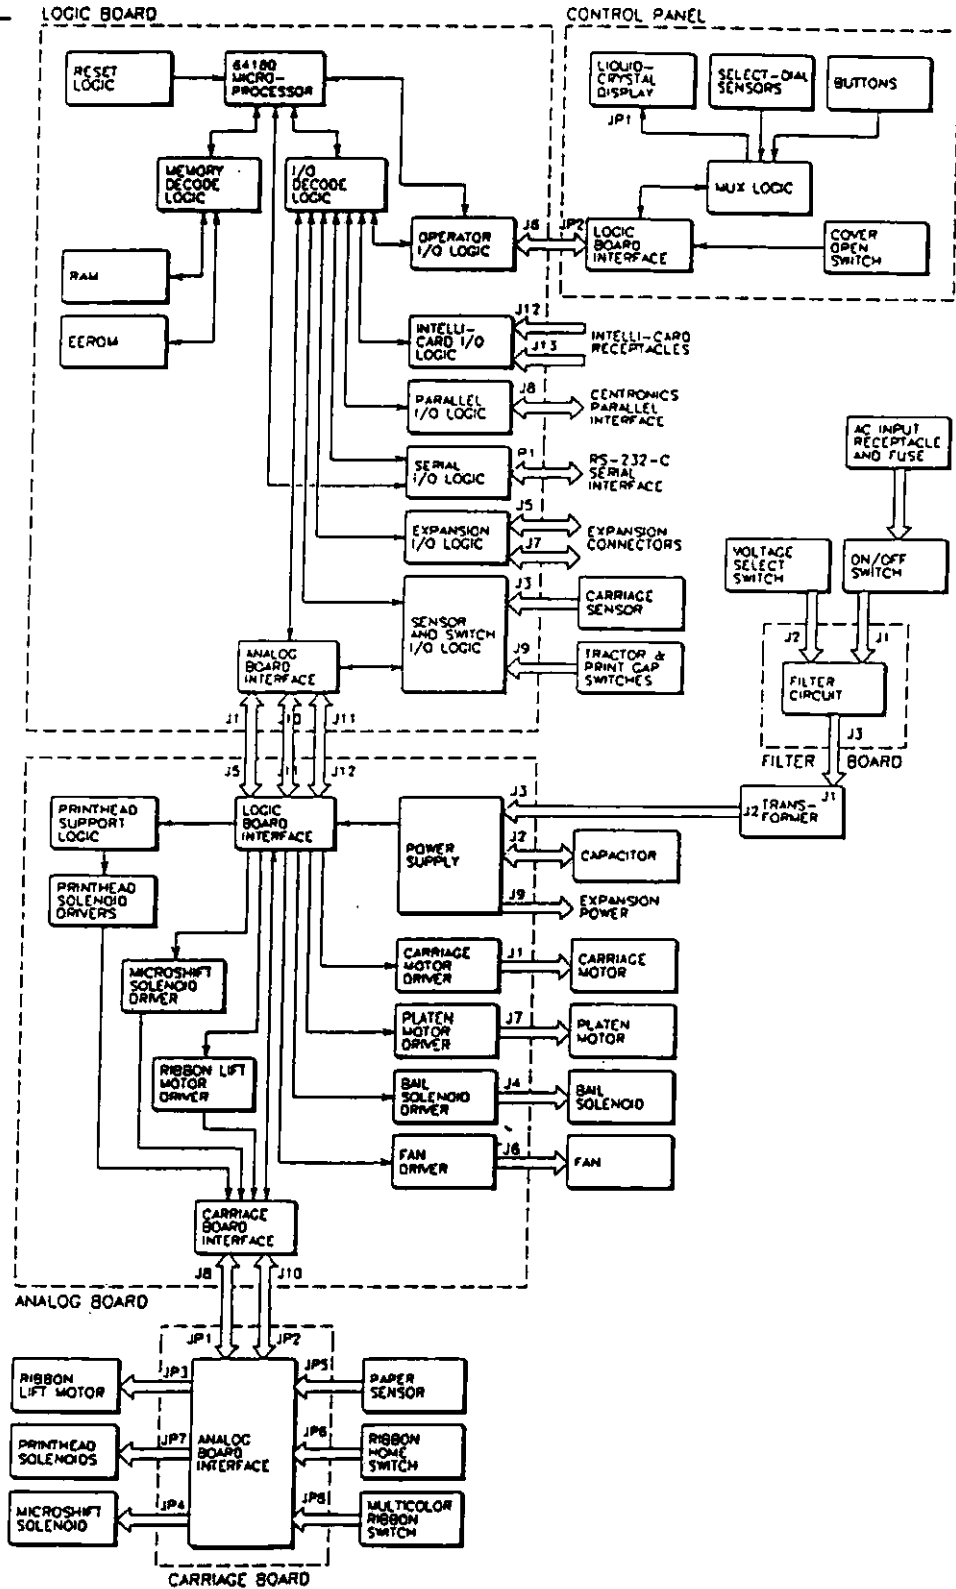 LOGIC BOARD
CONTROL PANEL
RESET
LOGIC
64180
MICRO-
PROCESSOR
LIQUID-
CRYSTAL
DISPLAY
SELECT-DIAL
SENSORS
BUTTONS
JP1
MEMORY
DECODE
LOGIC
I/O
DECODE
LOGIC
MUX LOGIC
OPERATOR
I/O LOGIC
J6
JP2
LOGIC
BOARD
INTERFACE
COVER
OPEN
SWITCH
RAM
EEROM
INTELLI-
CARD I/O
LOGIC
J12
J13
INTELLI-CARD
RECEPTACLES
PARALLEL
I/O LOGIC
J8
CENTRONICS
PARALLEL
INTERFACE
AC INPUT
RECEPTACLE
AND FUSE
SERIAL
I/O LOGIC
P1
RS-232-C
SERIAL
INTERFACE
EXPANSION
I/O LOGIC
J5
J7
EXPANSION
CONNECTORS
VOLTAGE
SELECT
SWITCH
ON/OFF
SWITCH
SENSOR
AND SWITCH
I/O LOGIC
J3
CARRIAGE
SENSOR
J9
TRACTOR &
PRINT GAP
SWITCHES
ANALOG
BOARD
INTERFACE
J2
J1
FILTER
CIRCUIT
J3
FILTER BOARD
J1
J10
J11
J5
J11
J12
PRINTHEAD
SUPPORT
LOGIC
LOGIC
BOARD
INTERFACE
POWER
SUPPLY
J3
J2
TRANS-
FORMER
J1
J2
CAPACITOR
J9
EXPANSION
POWER
PRINTHEAD
SOLENOID
DRIVERS
MICROSHIFT
SOLENOID
DRIVER
CARRIAGE
MOTOR
DRIVER
J1
CARRIAGE
MOTOR
PLATEN
MOTOR
DRIVER
J7
PLATEN
MOTOR
RIBBON LIFT
MOTOR
DRIVER
BAIL
SOLENOID
DRIVER
J4
BAIL
SOLENOID
FAN
DRIVER
J6
FAN
CARRIAGE
BOARD
INTERFACE
J8
J10
ANALOG BOARD
JP1
JP2
RIBBON
LIFT MOTOR
JP3
JP5
PAPER
SENSOR
PRINTHEAD
SOLENOIDS
JP7
ANALOG
BOARD
INTERFACE
JP6
RIBBON
HOME
SWITCH
MICROSHIFT
SOLENOID
JP4
MULTICOLOR
RIBBON
SWITCH
CARRIAGE BOARD